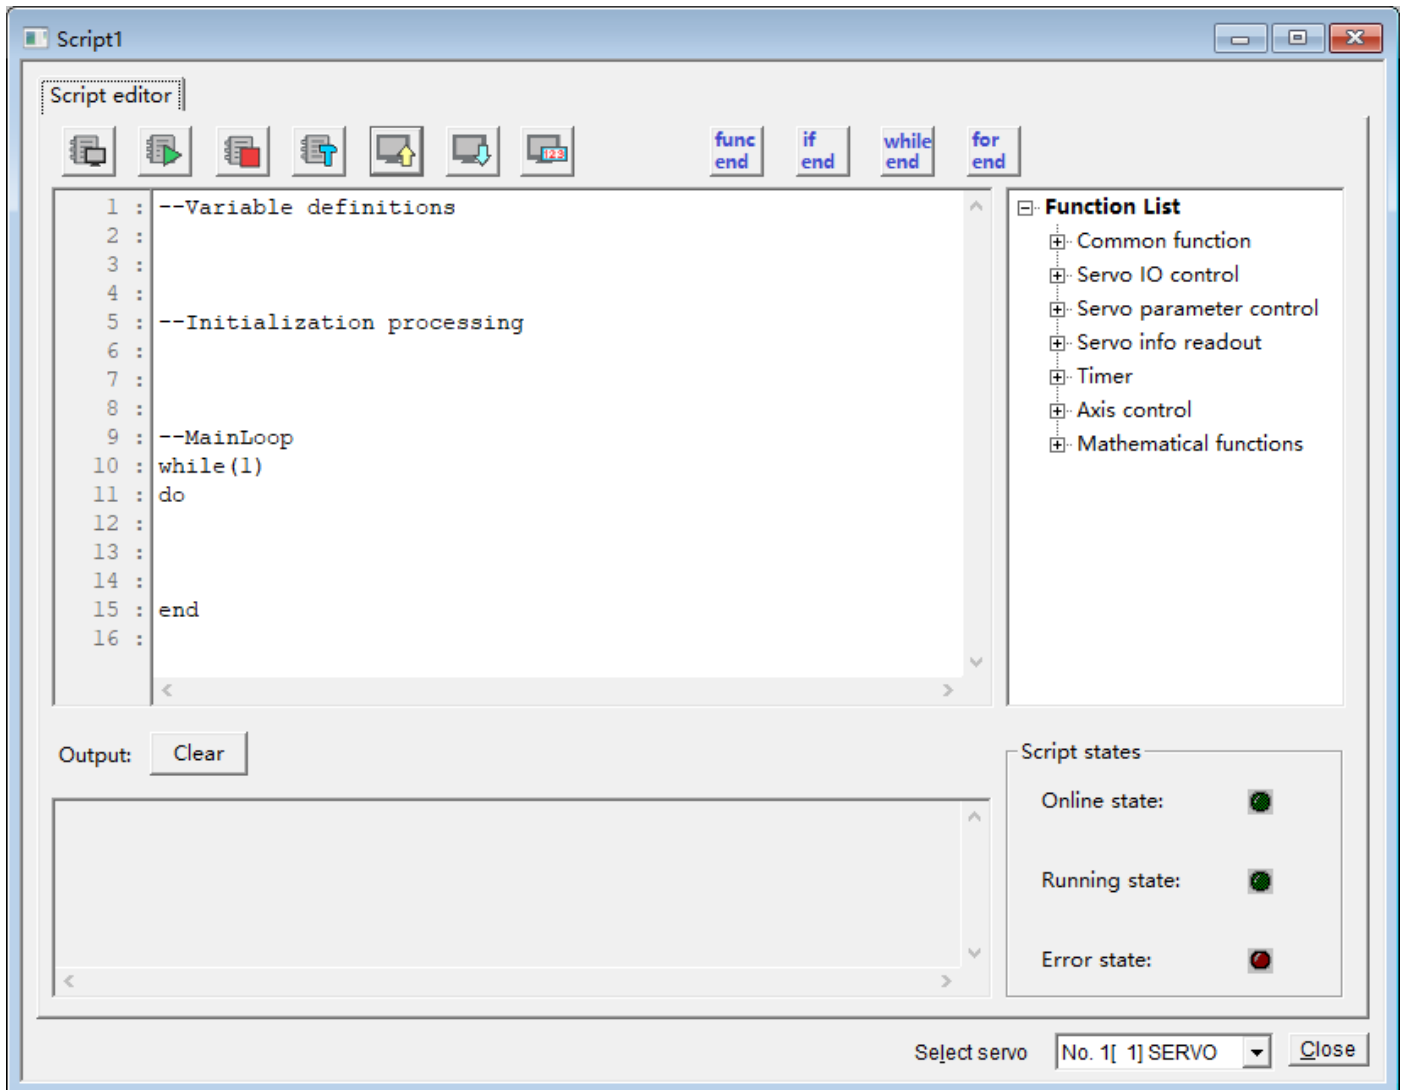 Script1
Script editor
func end
if end
while end
for end
1 : --Variable definitions
2 :
3 :
4 :
5 : --Initialization processing
6 :
7 :
8 :
9 : --MainLoop
10 : while(1)
11 : do
12 :
13 :
14 :
15 : end
16 :
Function List
Common function
Servo IO control
Servo parameter control
Servo info readout
Timer
Axis control
Mathematical functions
Output:
Clear
Script states
Online state:
Running state:
Error state:
Select servo
No. 1[ 1] SERVO
Close
123